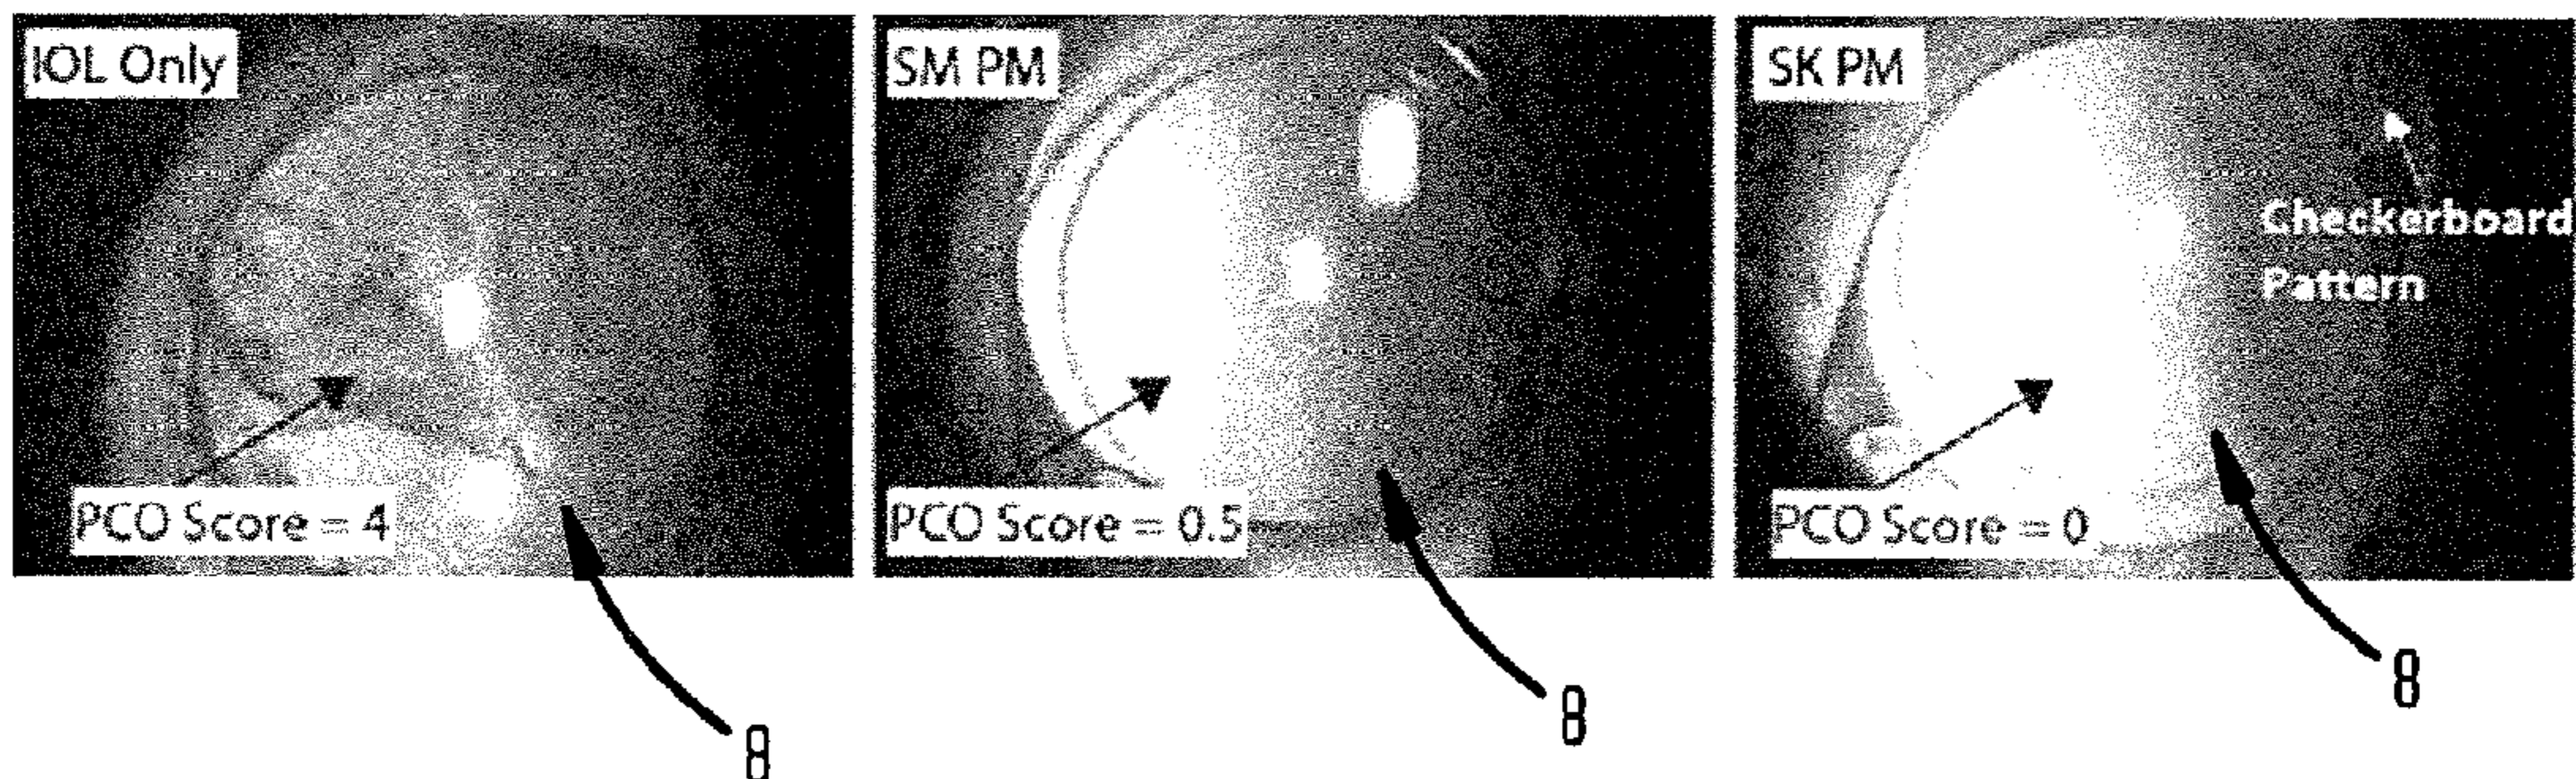 IOL Only
PCO Score = 4
8
SM PM
PCO Score = 0.5
8
SK PM
Checkerboard
Pattern
PCO Score = 0
8